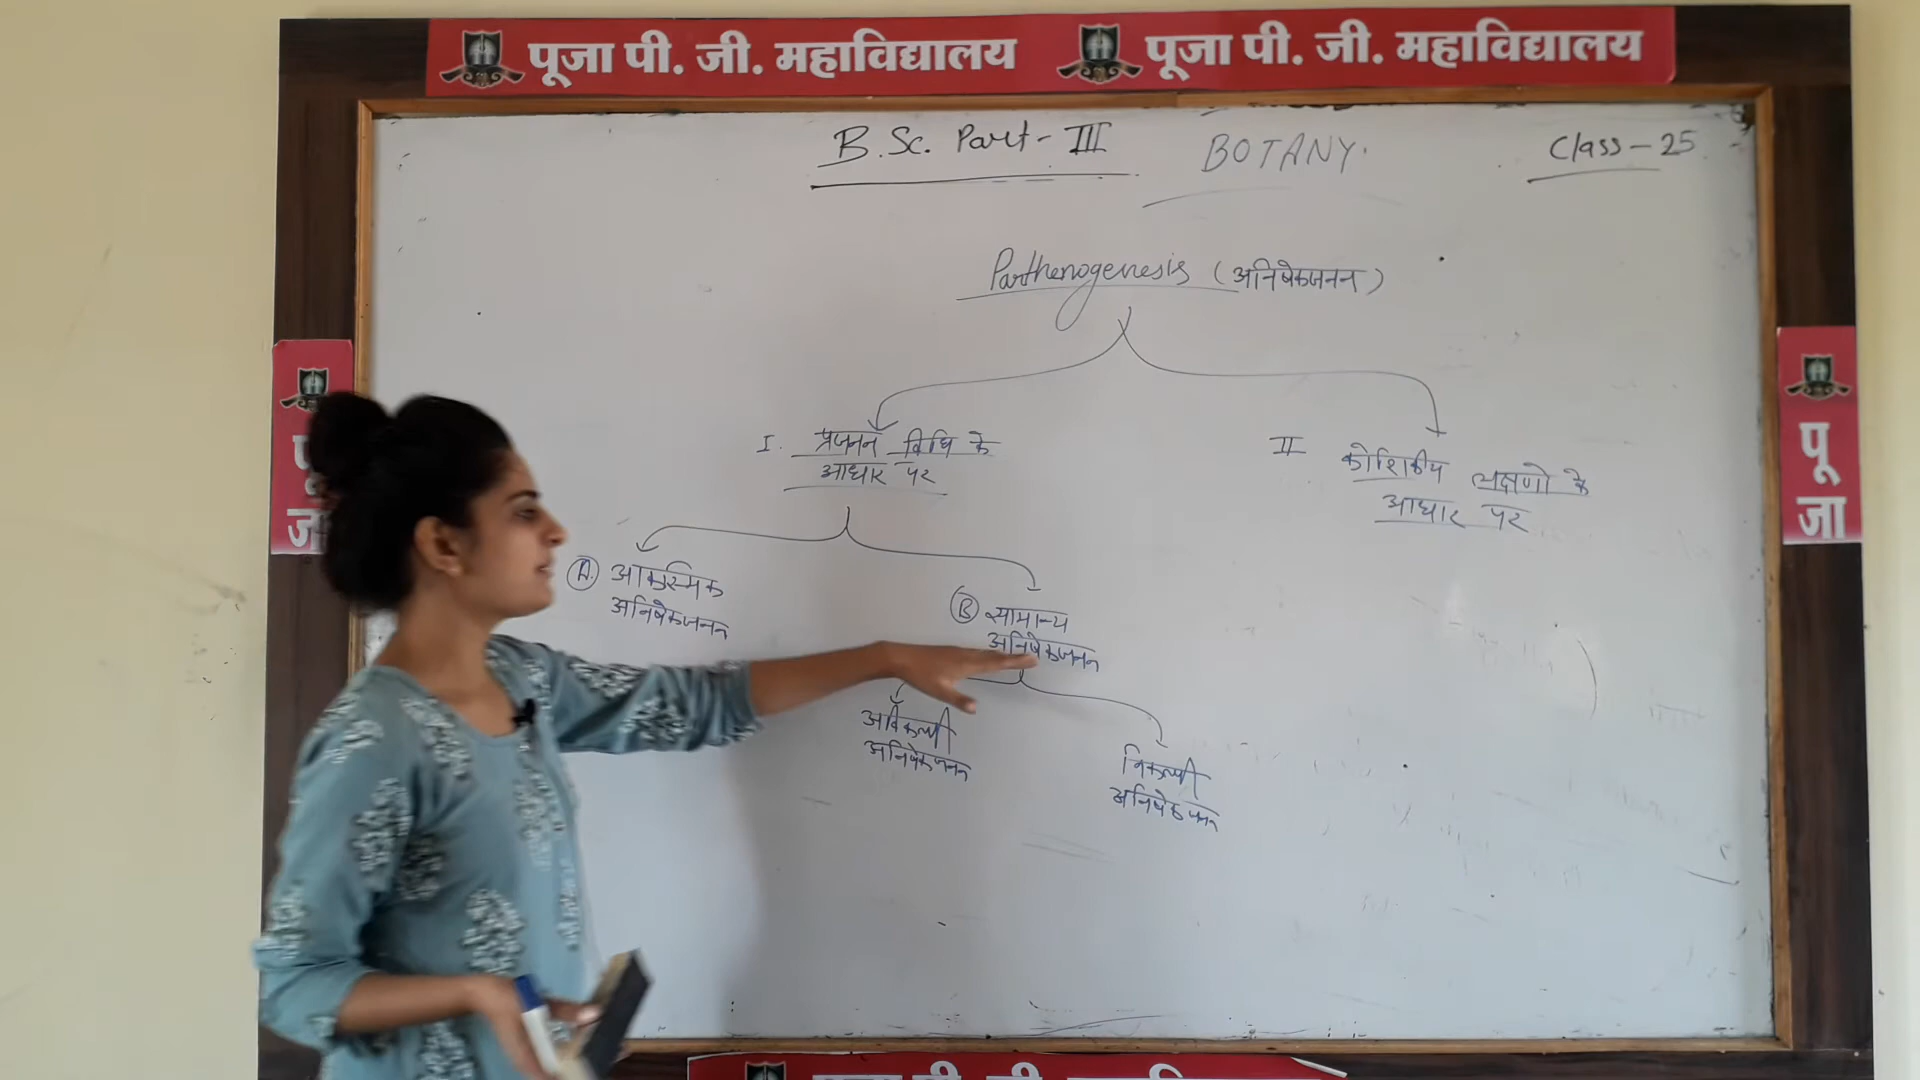 पूजा पी. जी. महाविद्यालय पूजा पी. जी. महाविद्यालय
B.Sc. Part-III BOTANY. Class-25
Parthenogenesis (अनिषेकजनन)
I. प्रजनन विधि के
आधार पर
II कोशिकीय लक्षणो के
आधार पर
A. आकस्मिक
अनिषेकजनन
B सामान्य
अनिषेकजनन
अविकल्पी
अनिषेकजनन
विकल्पी
अनिषेकजनन
पू
जा